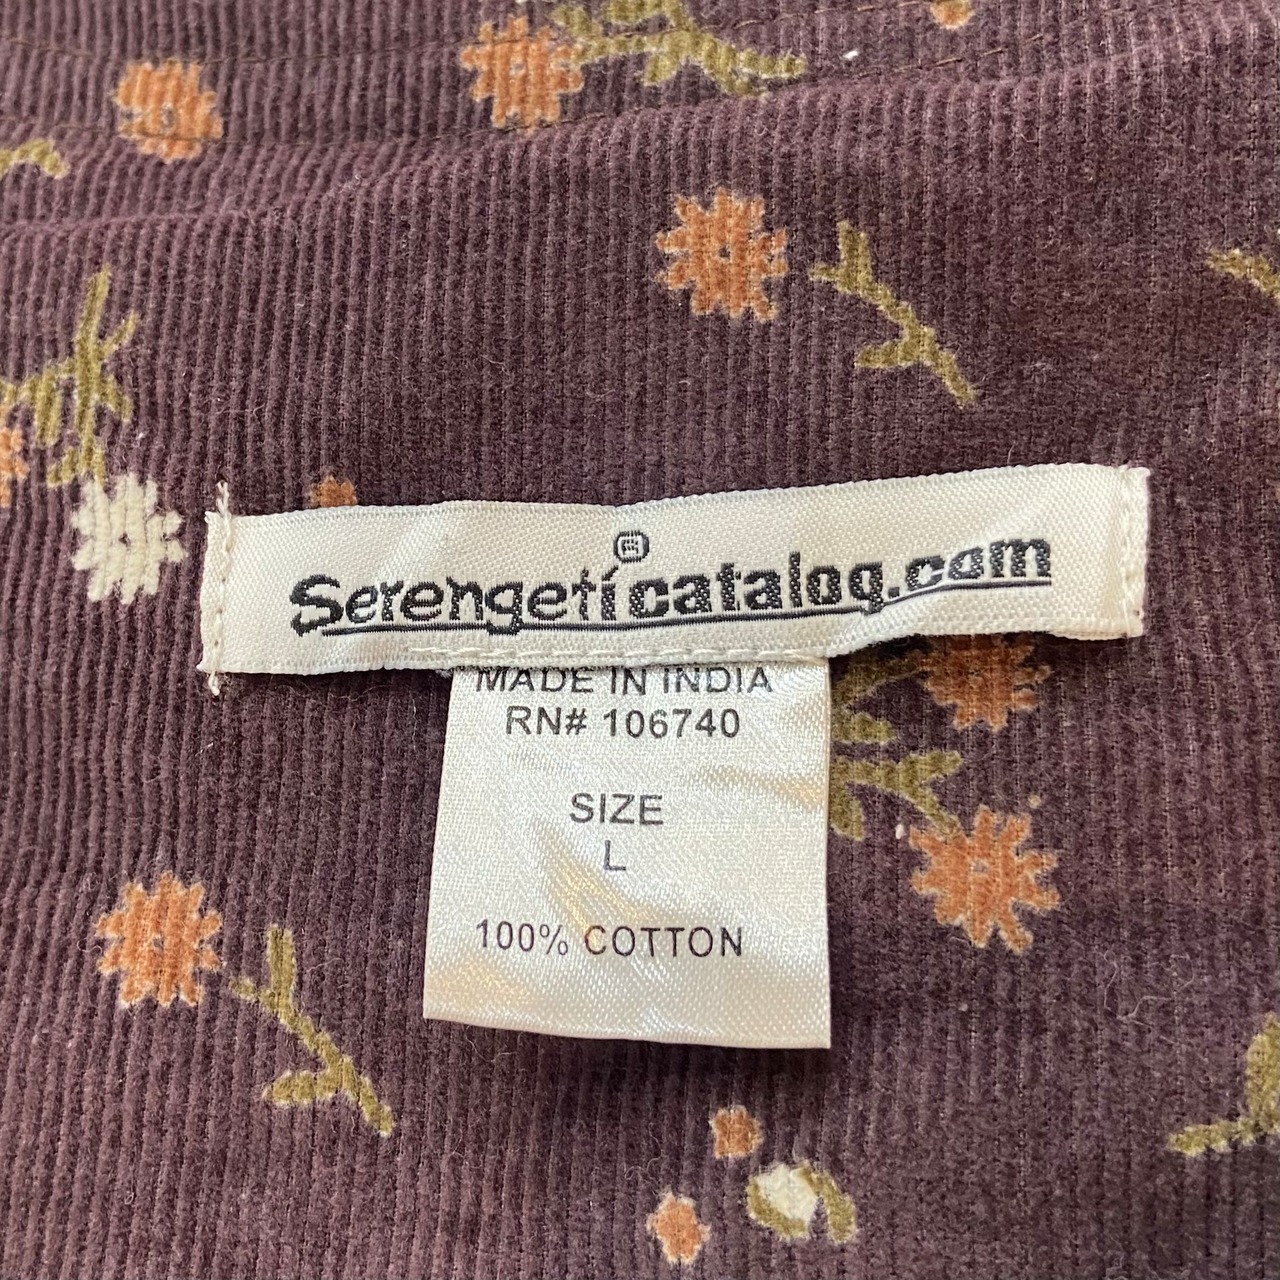 ®
Serengeticatalog.com
MADE IN INDIA
RN# 106740
SIZE
L
100% COTTON